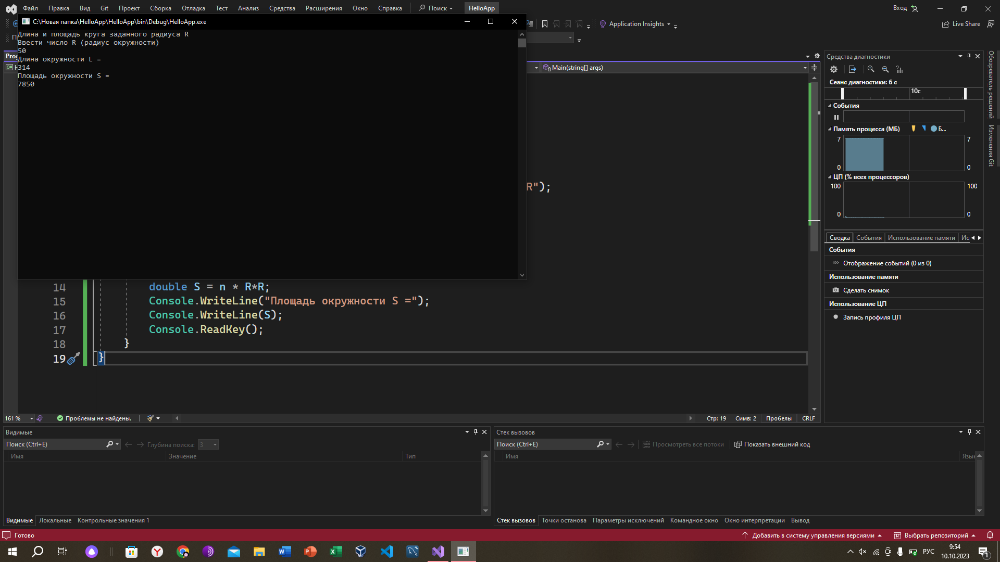 Файл Правка Вид Git Проект Сборка Отладка Тест Анализ Средства Расширения Окно Справка Поиск HelloApp Вход
C:\Новая папка\HelloApp\HelloApp\bin\Debug\HelloApp.exe
Application Insights Live Share
Длина и площадь круга заданного радиуса R
Ввести число R (радиус окружности)
50
Длина окружности L =
314
Площадь окружности S =
7850
Main(string[] args)
R");
14 double S = n * R*R;
15 Console.WriteLine("Площадь окружности S =");
16 Console.WriteLine(S);
17 Console.ReadKey();
18 }
19 }
161 % Проблемы не найдены. Стр: 19 Симв: 2 Пробелы CRLF
Средства диагностики
Сеанс диагностики: 6 с
10с
События
Память процесса (МБ) Б...
7 7
0 0
ЦП (% всех процессоров)
100 100
0 0
Сводка События Использование памяти Ис
События
Отображение событий (0 из 0)
Использование памяти
Сделать снимок
Использование ЦП
Запись профиля ЦП
Обозреватель решений
Изменения Git
Видимые
Поиск (Ctrl+E) Глубина поиска: 3
Имя Значение Тип
Видимые Локальные Контрольные значения 1
Стек вызовов
Поиск (Ctrl+E) Просмотреть все потоки Показать внешний код
Имя Язык
Стек вызовов Точки останова Параметры исключений Командное окно Окно интерпретации Вывод
Готово Добавить в систему управления версиями Выбрать репозиторий
РУС 9:54
10.10.2023 1